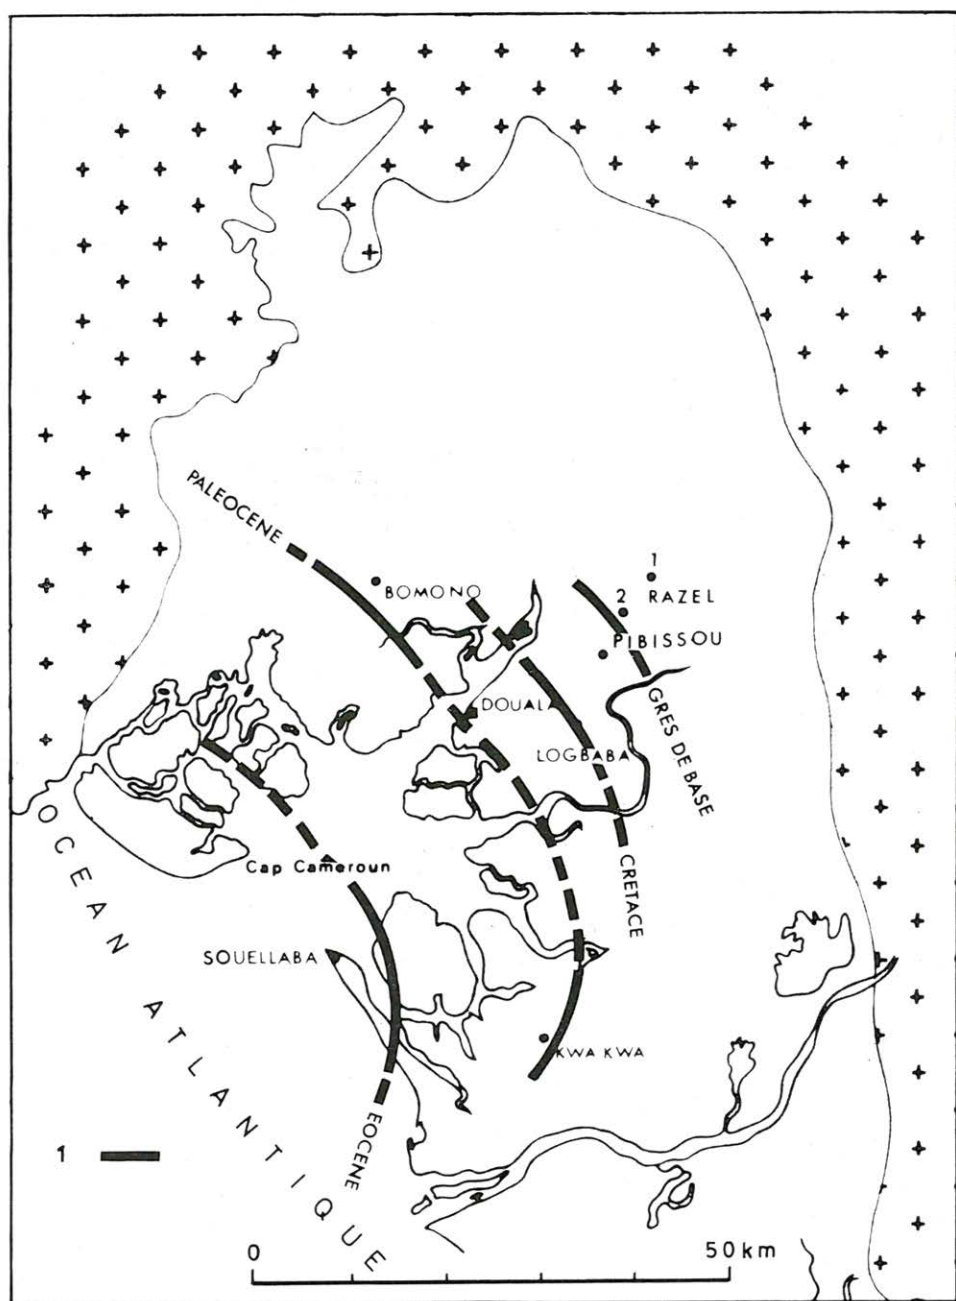 PALEOCENE
BOMONO
1
2 RAZEL
PIBISSOU
DOUALA
GRES DE BASE
LOGBABA
CRETACE
Cap Cameroun
SOUELLABA
KWA KWA
EOCENE
OCEAN ATLANTIQUE
1
0 50km